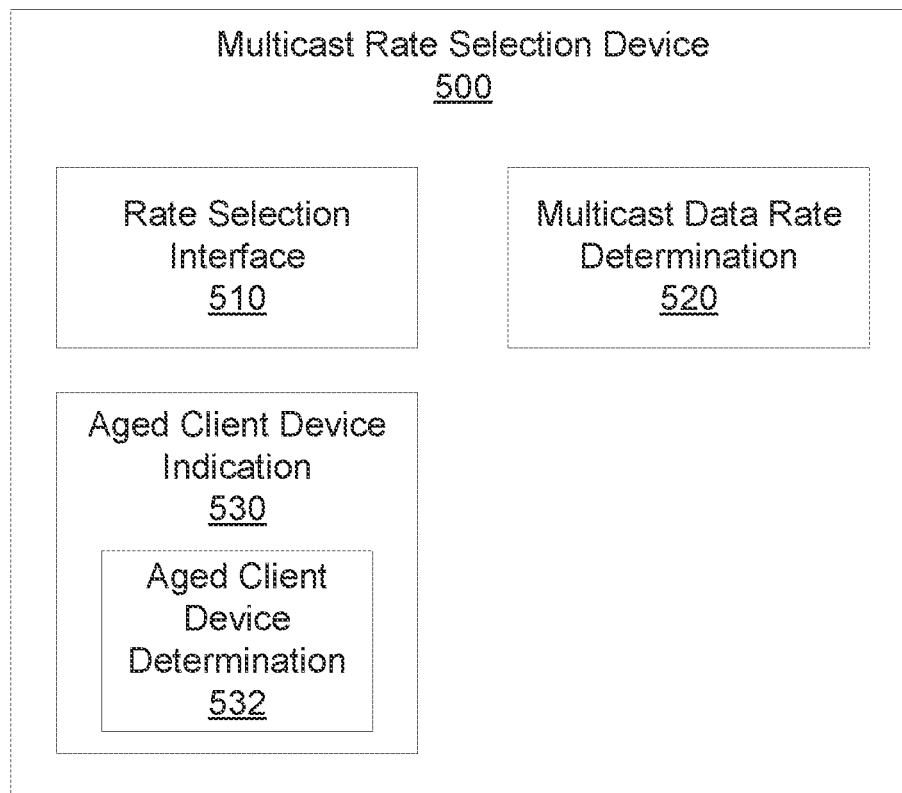 Multicast Rate Selection Device
500
Rate Selection
Interface
510
Multicast Data Rate
Determination
520
Aged Client Device
Indication
530
Aged Client
Device
Determination
532